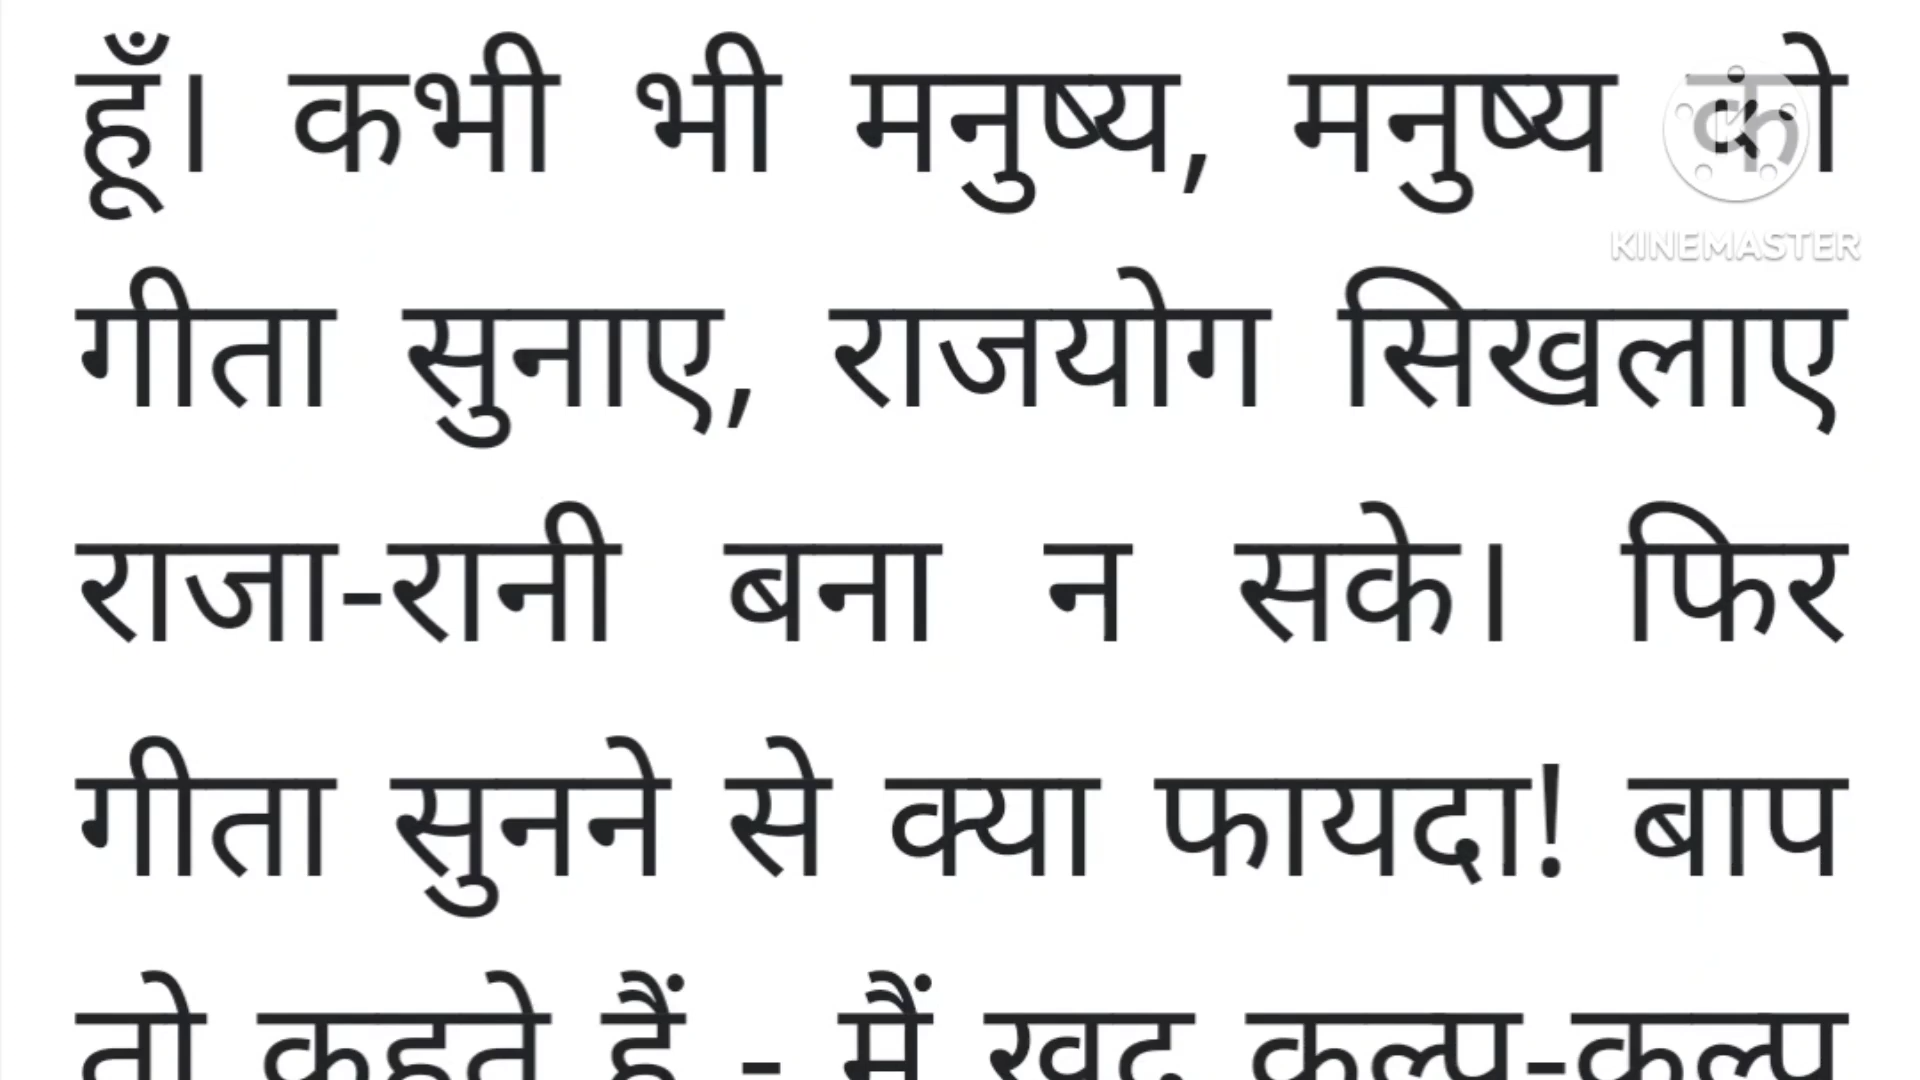 हूँ। कभी भी मनुष्य, मनुष्य को
KINEMASTER
गीता सुनाए, राजयोग सिखलाए
राजा-रानी बना न सके। फिर
गीता सुनने से क्या फायदा! बाप
तो कहते हैं - मैं खुद कल्प-कल्प